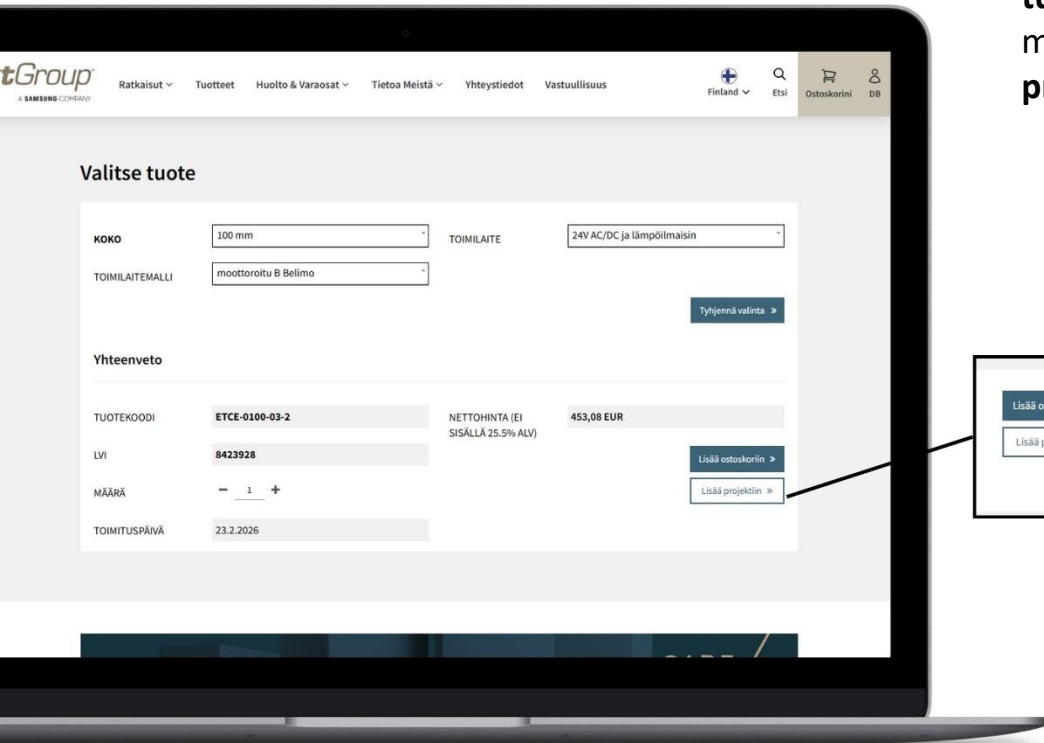 tGroup
A SAMSUNG COMPANY
Ratkaisut
Tuotteet
Huolto & Varaosat
Tietoa Meistä
Yhteystiedot
Vastuullisuus
Finland
Etsi
Ostoskorini
DB
Valitse tuote
KOKO
100 mm
TOIMILAITE
24V AC/DC ja lämpöilmaisin
TOIMILAITEMALLI
moottoroitu B Belimo
Tyhjennä valinta »
Yhteenveto
TUOTEKOODI
ETCE-0100-03-2
NETTOHINTA (EI
SISÄLLÄ 25.5% ALV)
453,08 EUR
LVI
8423928
Lisää ostoskoriin »
MÄÄRÄ
− 1 +
Lisää projektiin »
TOIMITUSPÄIVÄ
23.2.2026
Lisää
Lisää